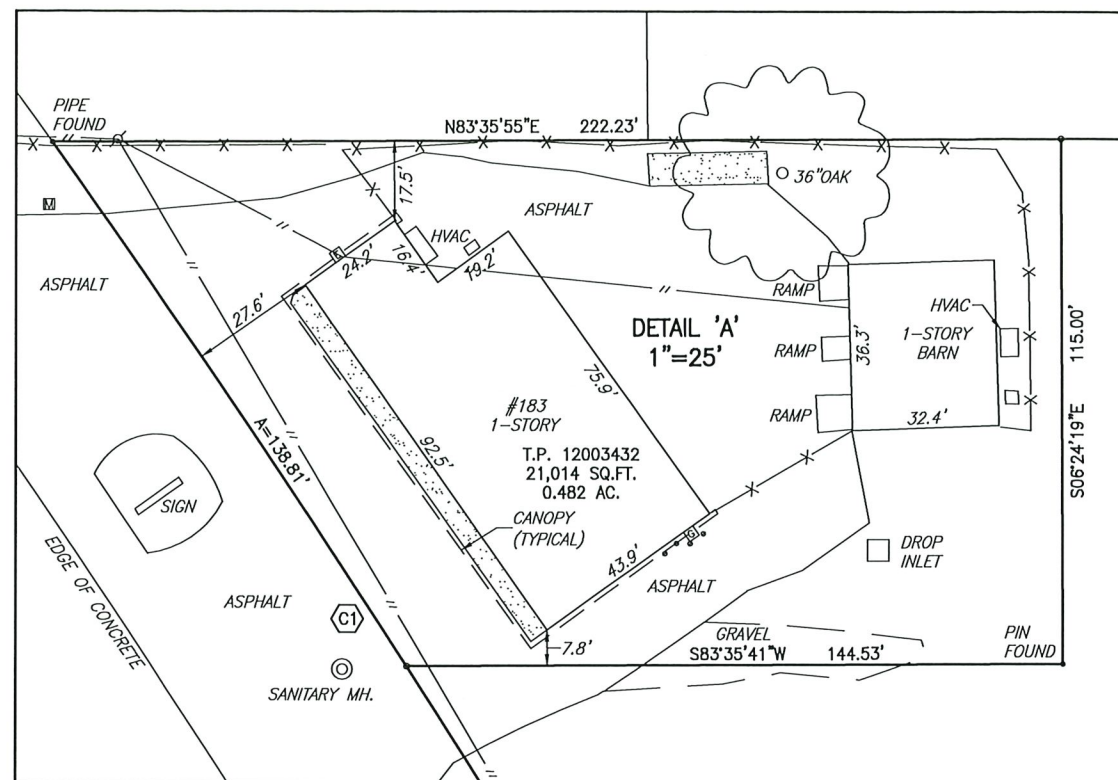 PIPE
FOUND
N83°35'55"E 222.23'
36"OAK
17.5'
ASPHALT
M
HVAC
24.2'
16.4'
19.2'
ASPHALT
27.6'
RAMP
HVAC
1-STORY
BARN
DETAIL 'A'
1"=25'
RAMP
36.3'
115.00'
S06°24'19"E
75.9'
#183
1-STORY
RAMP
32.4'
A=138.81'
92.5'
T.P. 12003432
21,014 SQ.FT.
0.482 AC.
SIGN
CANOPY
(TYPICAL)
G
43.9'
DROP
INLET
EDGE OF CONCRETE
ASPHALT
ASPHALT
C1
GRAVEL
PIN
FOUND
7.8'
S83°35'41"W 144.53'
SANITARY MH.